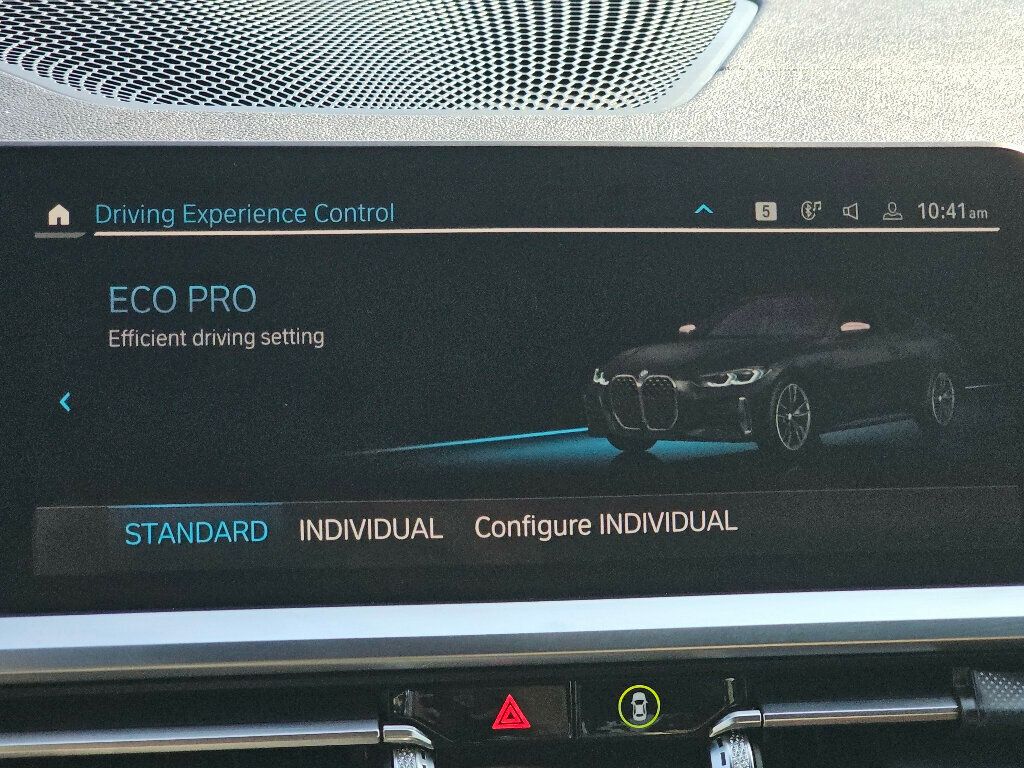 Driving Experience Control
5
10:41am
ECO PRO
Efficient driving setting
STANDARD INDIVIDUAL Configure INDIVIDUAL